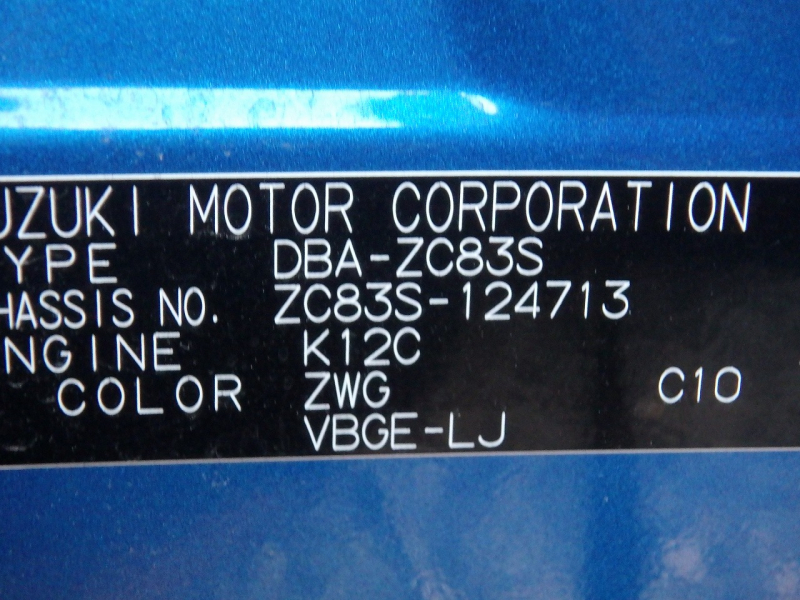 UZUKI MOTOR CORPORATION
YPE DBA-ZC83S
HASSIS NO. ZC83S-124713
NGINE K12C
COLOR ZWG C10
VBGE-LJ